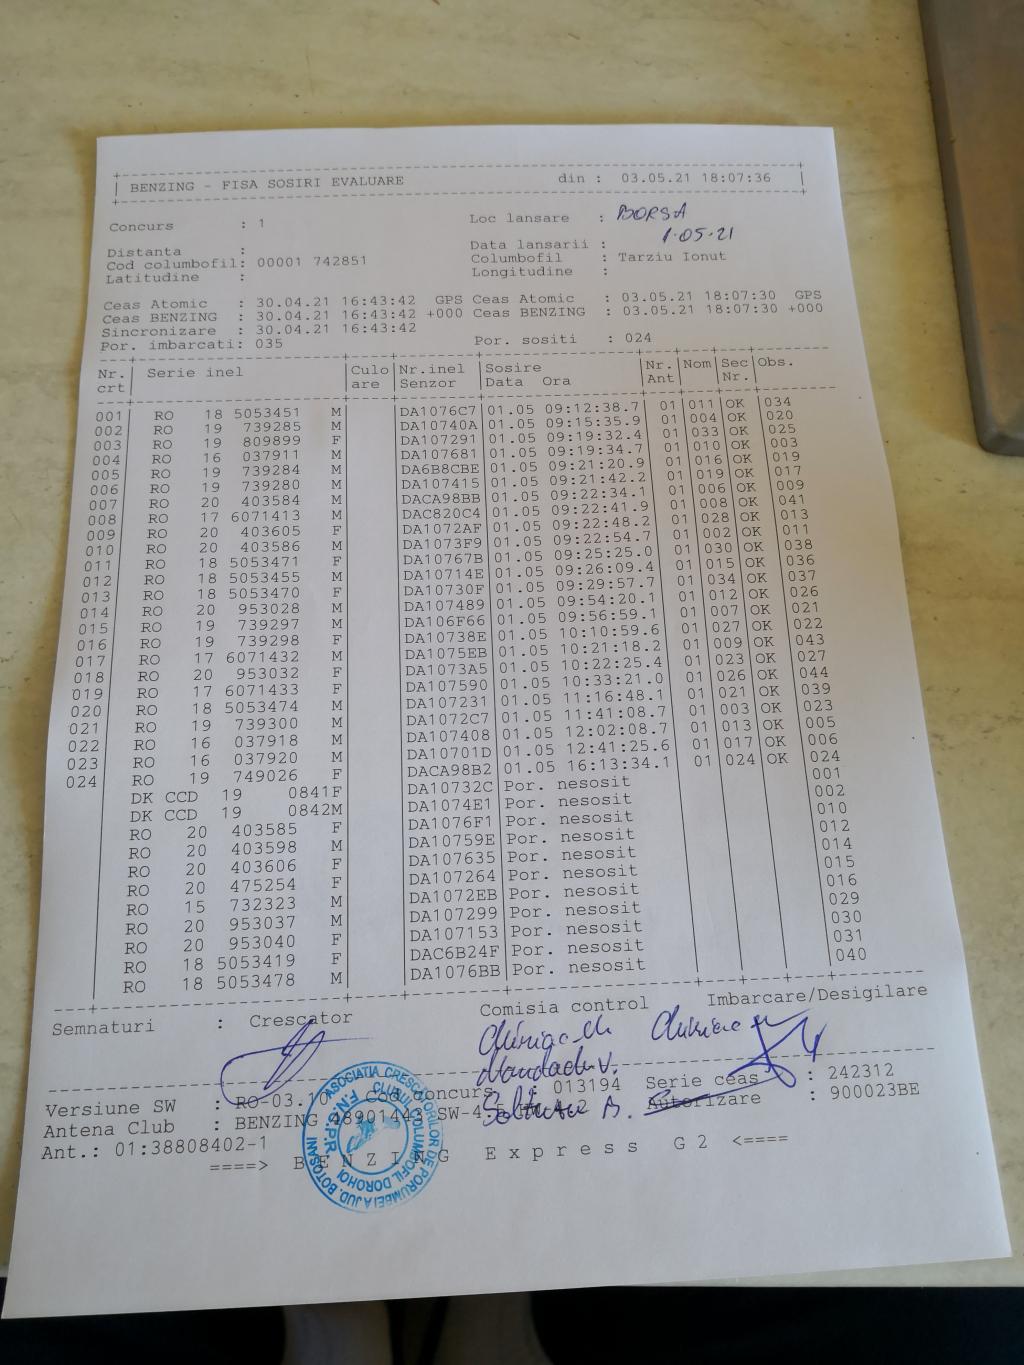 BENZING - FISA SOSIRI EVALUARE din : 03.05.21 18:07:36
Concurs : 1 Loc lansare : BORSA
Distanta : Data lansarii : 1.05.21
Cod columbofil: 00001 742851 Columbofil : Tarziu Ionut
Latitudine : Longitudine :
Ceas Atomic : 30.04.21 16:43:42 GPS Ceas Atomic : 03.05.21 18:07:30 GPS
Ceas BENZING : 30.04.21 16:43:42 +000 Ceas BENZING : 03.05.21 18:07:30 +000
Sincronizare : 30.04.21 16:43:42
Por. imbarcati: 035 Por. sositi : 024
Nr. Serie inel Culo Nr.inel Sosire Nr. Nom Sec Obs.
crt are Senzor Data Ora Ant Nr.
001 RO 18 5053451 M DA1076C7 01.05 09:12:38.7 01 011 OK 034
002 RO 19 739285 M DA10740A 01.05 09:15:35.9 01 004 OK 020
003 RO 19 809899 F DA107291 01.05 09:19:32.4 01 033 OK 025
004 RO 16 037911 M DA107681 01.05 09:19:34.7 01 010 OK 003
005 RO 19 739284 M DA6B8CBE 01.05 09:21:20.9 01 016 OK 019
006 RO 19 739280 M DA107415 01.05 09:21:42.2 01 019 OK 017
007 RO 20 403584 M DACA98BB 01.05 09:22:34.1 01 006 OK 009
008 RO 17 6071413 M DAC820C4 01.05 09:22:41.9 01 008 OK 041
009 RO 20 403605 F DA1072AF 01.05 09:22:48.2 01 028 OK 013
010 RO 20 403586 M DA1073F9 01.05 09:22:54.7 01 002 OK 011
011 RO 18 5053471 F DA10767B 01.05 09:25:25.0 01 030 OK 038
012 RO 18 5053455 M DA10714E 01.05 09:26:09.4 01 015 OK 036
013 RO 18 5053470 F DA10730F 01.05 09:29:57.7 01 034 OK 037
014 RO 20 953028 M DA107489 01.05 09:54:20.1 01 012 OK 026
015 RO 19 739297 M DA106F66 01.05 09:56:59.1 01 007 OK 021
016 RO 19 739298 F DA10738E 01.05 10:10:59.6 01 027 OK 022
017 RO 17 6071432 M DA1075EB 01.05 10:21:18.2 01 009 OK 043
018 RO 20 953032 F DA1073A5 01.05 10:22:25.4 01 023 OK 027
019 RO 17 6071433 F DA107590 01.05 10:33:21.0 01 026 OK 044
020 RO 18 5053474 M DA107231 01.05 11:16:48.1 01 021 OK 039
021 RO 19 739300 M DA1072C7 01.05 11:41:08.7 01 003 OK 023
022 RO 16 037918 M DA107408 01.05 12:02:08.7 01 013 OK 005
023 RO 16 037920 M DA10701D 01.05 12:41:25.6 01 017 OK 006
024 RO 19 749026 F DACA98B2 01.05 16:13:34.1 01 024 OK 024
DK CCD 19 0841F DA10732C Por. nesosit 001
DK CCD 19 0842M DA1074E1 Por. nesosit 002
RO 20 403585 F DA1076F1 Por. nesosit 010
RO 20 403598 M DA10759E Por. nesosit 012
RO 20 403606 F DA107635 Por. nesosit 014
RO 20 475254 F DA107264 Por. nesosit 015
RO 15 732323 M DA1072EB Por. nesosit 016
RO 20 953037 M DA107299 Por. nesosit 029
RO 20 953040 F DA107153 Por. nesosit 030
RO 18 5053419 F DAC6B24F Por. nesosit 031
RO 18 5053478 M DA1076BB Por. nesosit 040
Semnaturi : Crescator Comisia control Imbarcare/Desigilare
Versiune SW : RO-03.10 Cod concurs 013194 Serie ceas : 242312
Antena Club : BENZING 48901443 SW-4. Autorizare : 900023BE
Ant.: 01:38808402-1
====> BENZING Express G2 <====
ASOCIATIA CRESCATORILOR DE PORUMBEI A JUD. BOTOSANI
CLUBUL COLUMBOFIL DOROHOI
F.N.C.P.R.